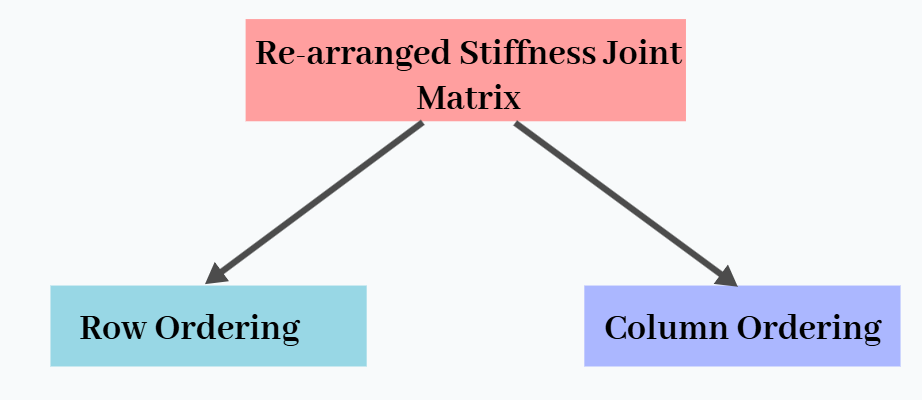 Re-arranged Stiffness Joint
Matrix
Row Ordering
Column Ordering